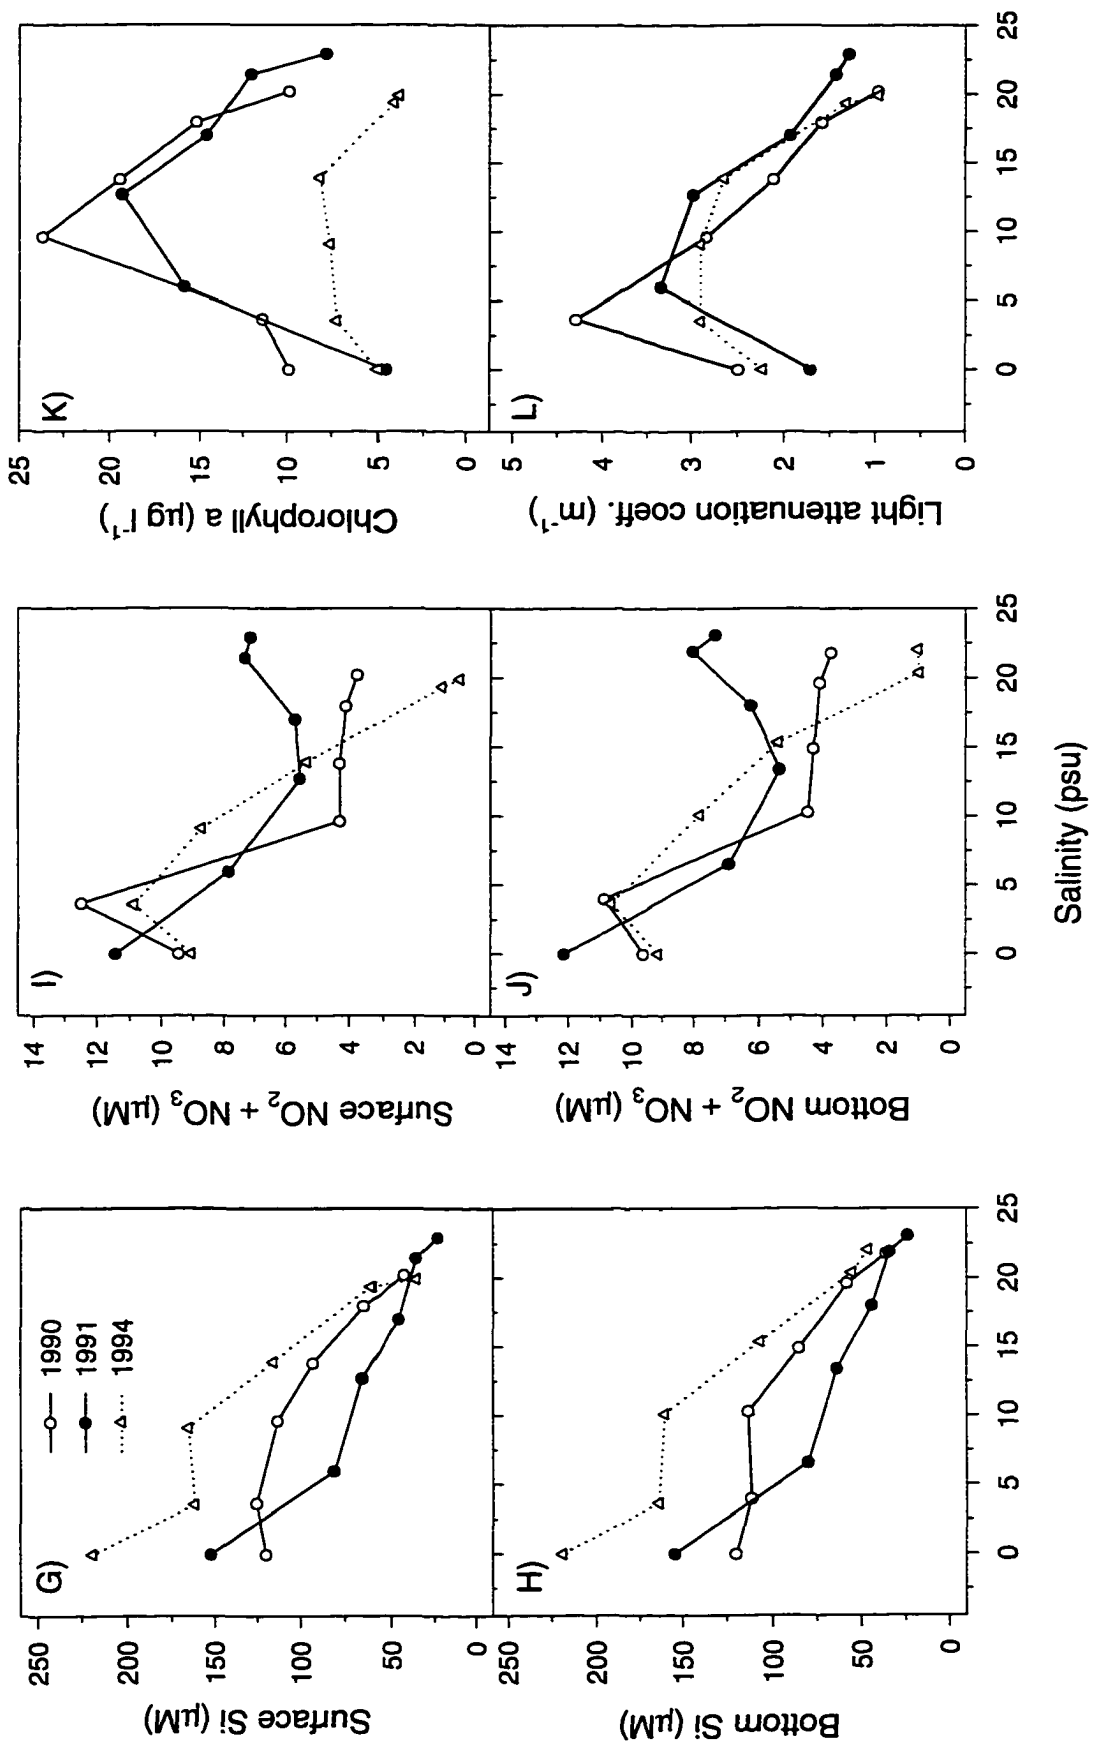 G)
1990
1991
1994
250
200
150
100
50
0
Surface Si (μM)
H)
250
200
150
100
50
0
Bottom Si (μM)
0 5 10 15 20 25
I)
14
12
10
8
6
4
2
0
Surface NO2 + NO3 (μM)
J)
14
12
10
8
6
4
2
0
Bottom NO2 + NO3 (μM)
0 5 10 15 20 25
Salinity (psu)
K)
25
20
15
10
5
0
Chlorophyll a (μg l-1)
L)
5
4
3
2
1
0
Light attenuation coeff. (m-1)
0 5 10 15 20 25